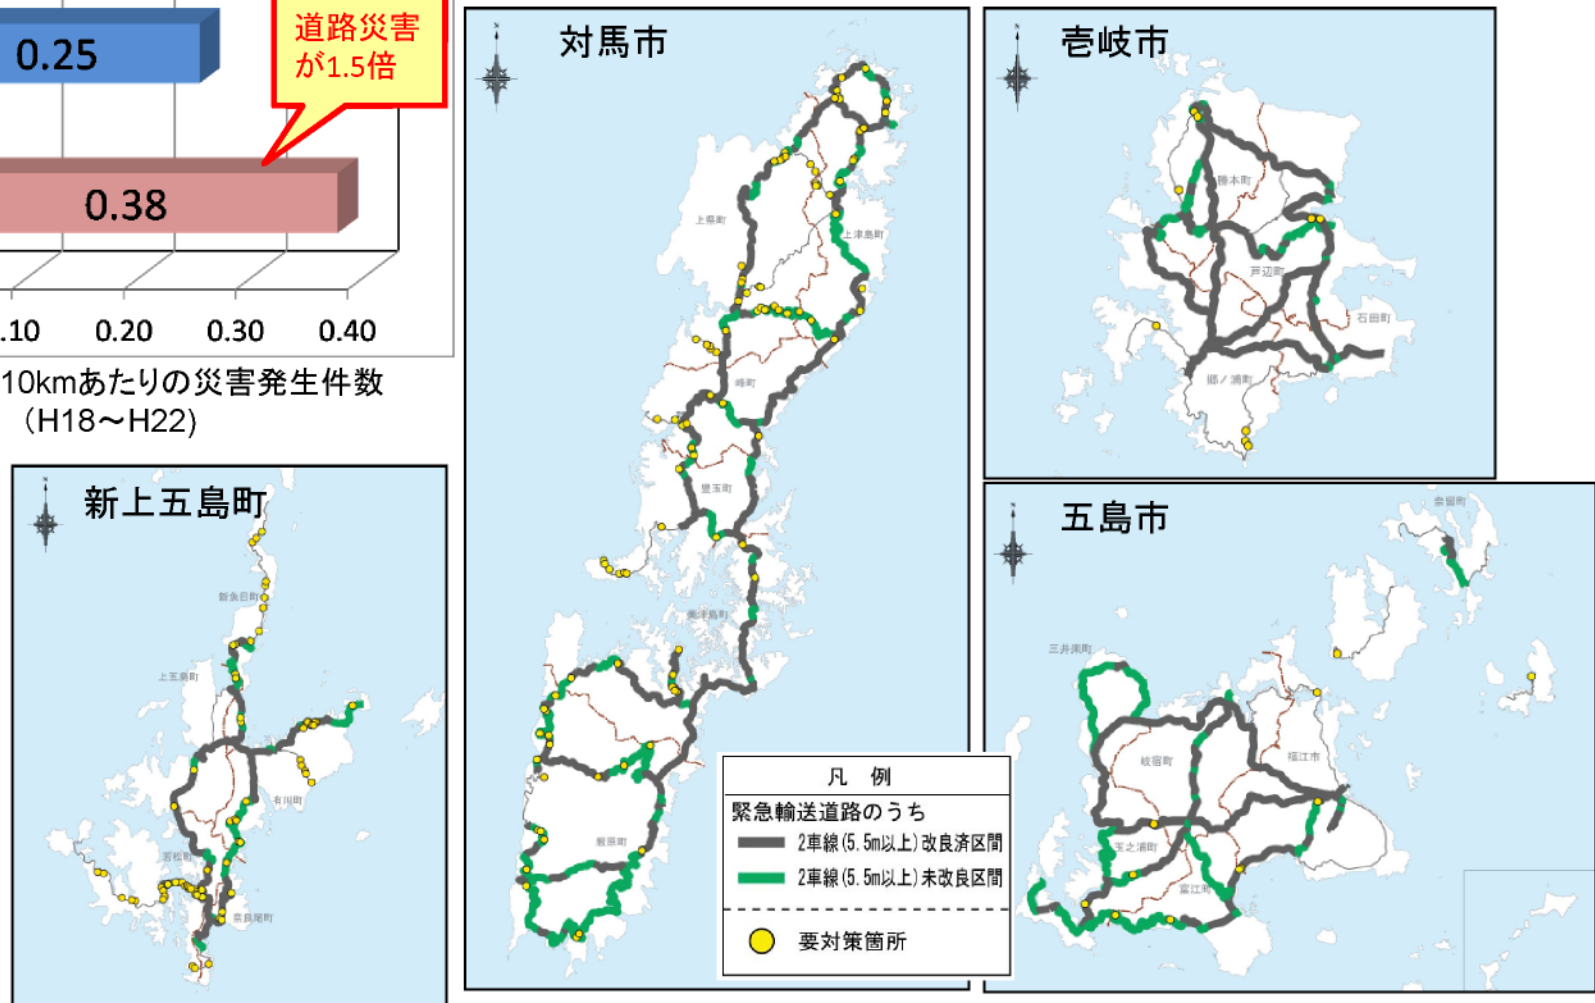 0.25
道路災害
が1.5倍
0.38
.10
0.20
0.30
0.40
10kmあたりの災害発生件数
(H18～H22)
対馬市
N
上県町
上津島町
峰町
豊玉町
美津島町
厳原町
壱岐市
N
勝本町
芦辺町
石田町
郷ノ浦町
新上五島町
N
新魚目町
上五島町
有川町
若松町
奈良尾町
五島市
N
奈留町
三井楽町
岐宿町
福江市
玉之浦町
富江町
凡 例
緊急輸送道路のうち
2車線(5.5m以上)改良済区間
2車線(5.5m以上)未改良区間
要対策箇所